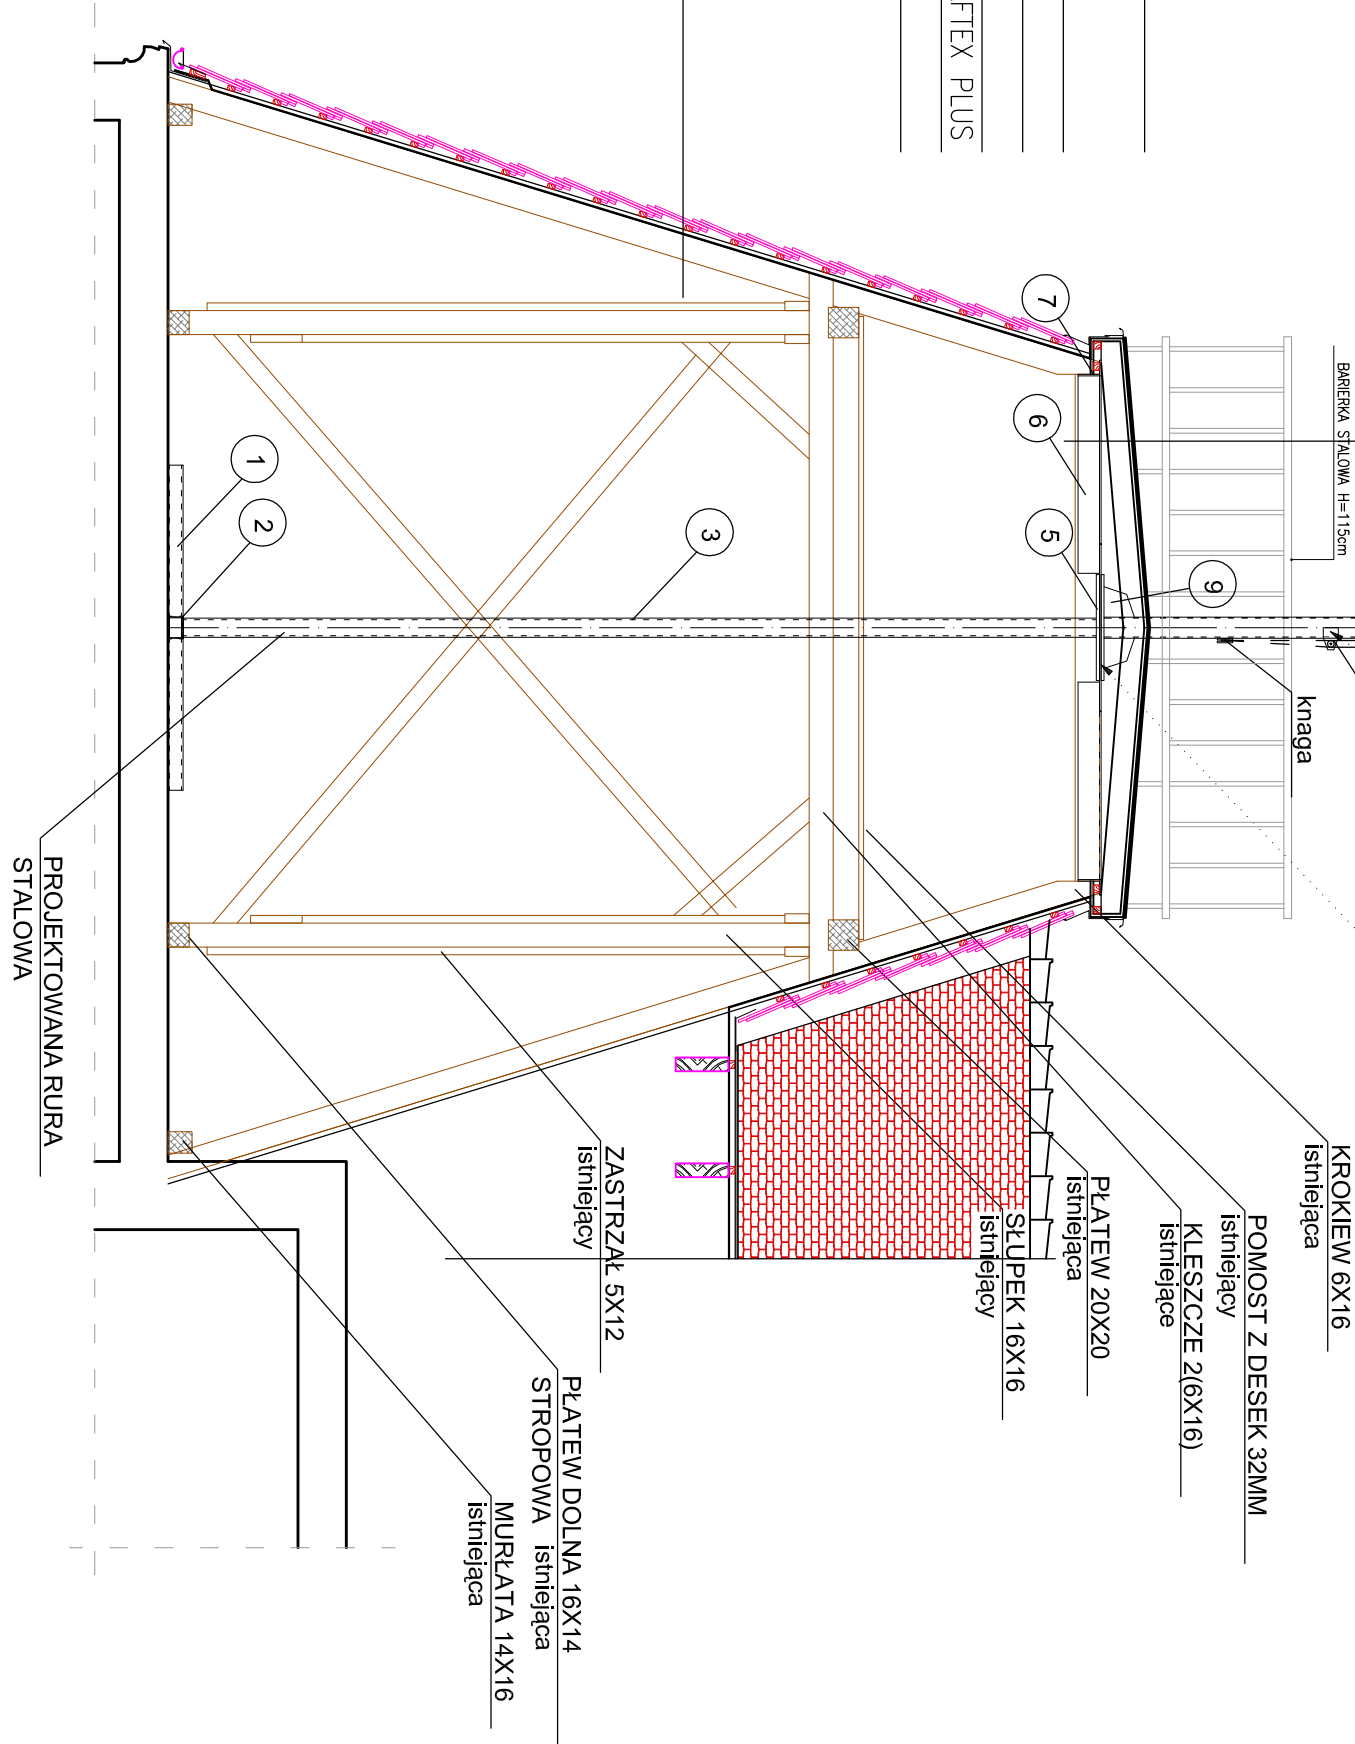 FTEX PLUS
BARIERKA STALOWA H=115cm
knaga
7
6
5
9
3
1
2
KROKIEW 6X16
istniejąca
POMOST Z DESEK 32MM
istniejący
KLESZCZE 2(6X16)
istniejące
PŁATEW 20X20
istniejąca
SŁUPEK 16X16
istniejący
ZASTRZAŁ 5X12
istniejący
PŁATEW DOLNA 16X14
STROPOWA istniejąca
MURŁATA 14X16
istniejąca
PROJEKTOWANA RURA
STALOWA